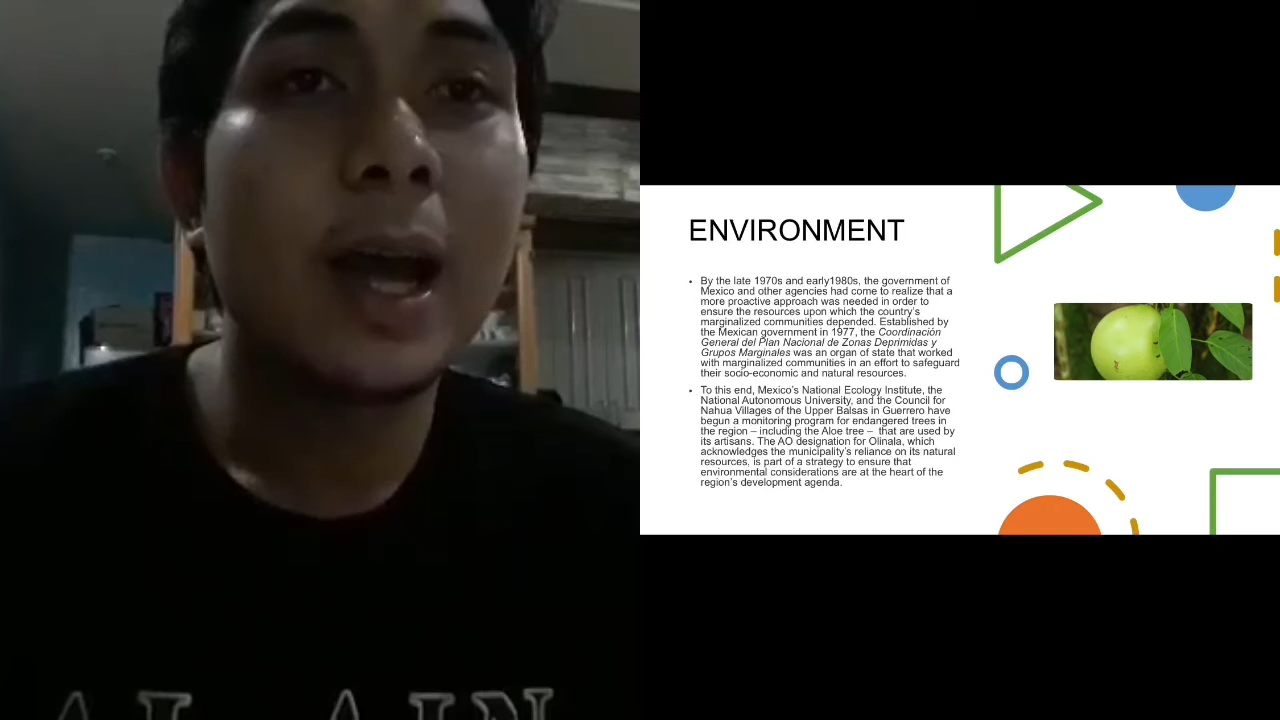 ENVIRONMENT
• By the late 1970s and early1980s, the government of
Mexico and other agencies had come to realize that a
more proactive approach was needed in order to
ensure the resources upon which the country's
marginalized communities depended. Established by
the Mexican government in 1977, the Coordinación
General del Plan Nacional de Zonas Deprimidas y
Grupos Marginales was an organ of state that worked
with marginalized communities in an effort to safeguard
their socio-economic and natural resources.
• To this end, Mexico's National Ecology Institute, the
National Autonomous University, and the Council for
Nahua Villages of the Upper Balsas in Guerrero have
begun a monitoring program for endangered trees in
the region – including the Aloe tree – that are used by
its artisans. The AO designation for Olinala, which
acknowledges the municipality's reliance on its natural
resources, is part of a strategy to ensure that
environmental considerations are at the heart of the
region's development agenda.